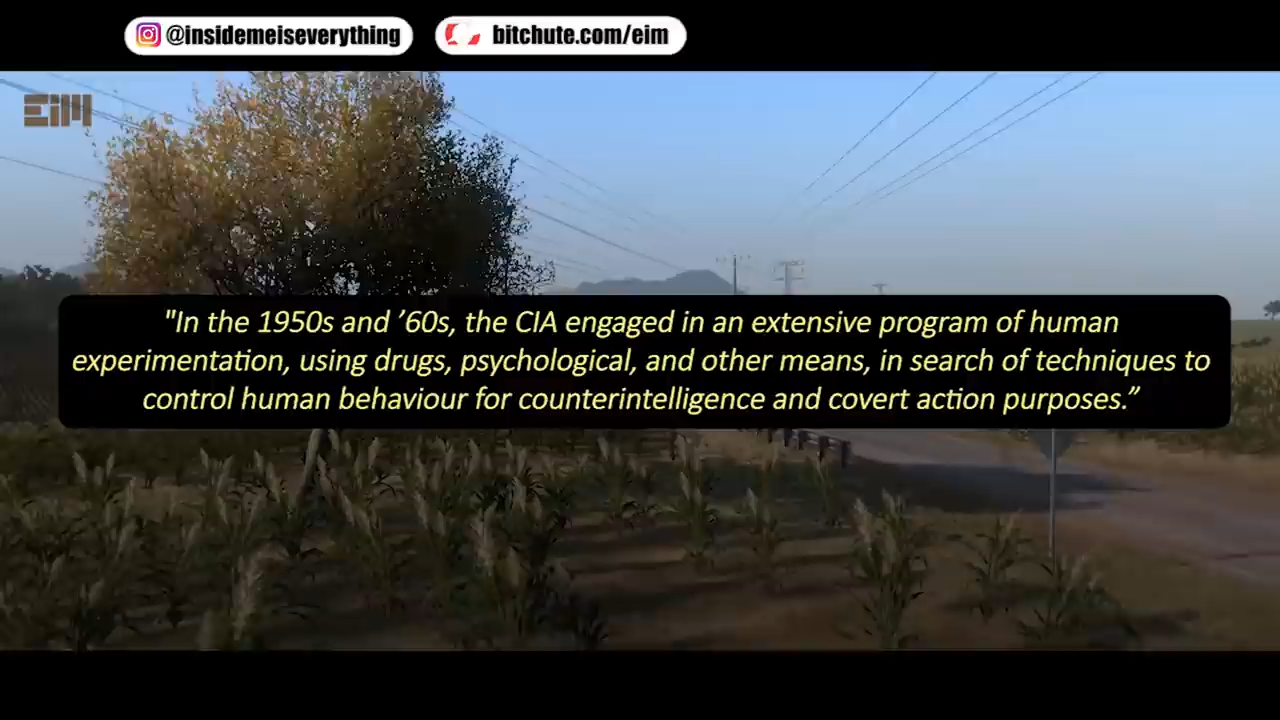 @insidemeiseverything
bitchute.com/eim
EiM
"In the 1950s and ’60s, the CIA engaged in an extensive program of human
experimentation, using drugs, psychological, and other means, in search of techniques to
control human behaviour for counterintelligence and covert action purposes.”